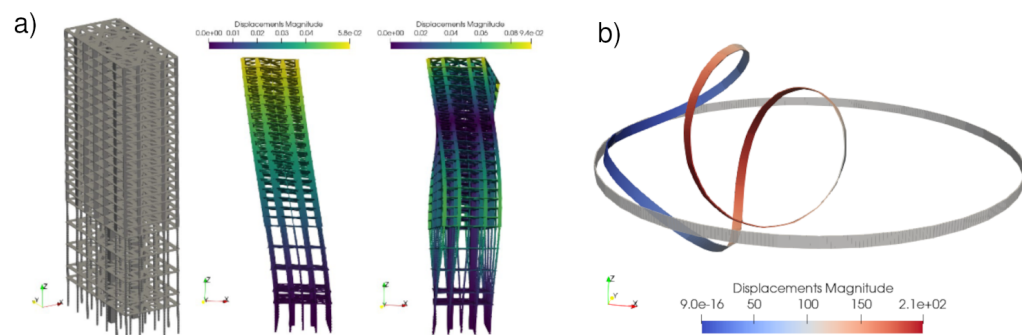 a)
Displacements Magnitude
0.0e+00 0.01 0.02 0.03 0.04 5.8e-02
Displacements Magnitude
0.0e+00 0.02 0.04 0.06 0.08 9.4e-02
Z
Y
X
Z
Y
X
Z
Y
X
b)
Z
Y
X
Displacements Magnitude
9.0e-16 50 100 150 2.1e+02